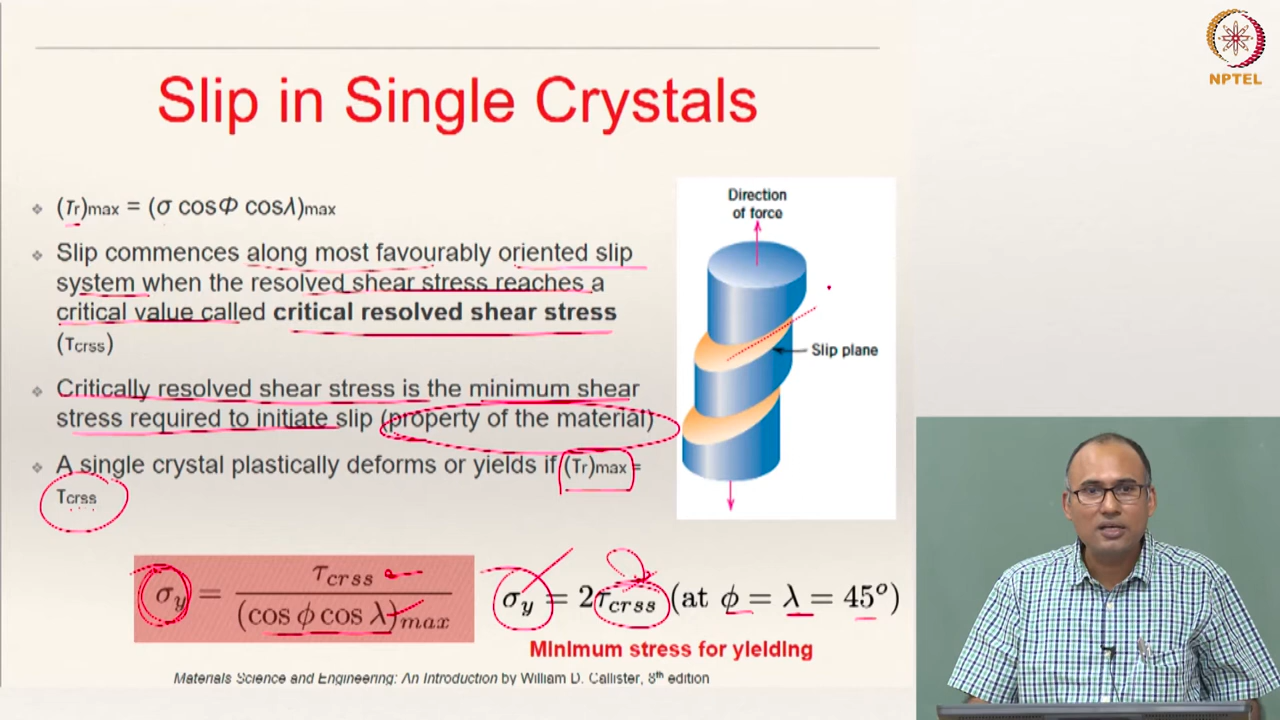 NPTEL
Slip in Single Crystals
❖ (τr)max = (σ cosΦ cosλ)max
❖ Slip commences along most favourably oriented slip
system when the resolved shear stress reaches a
critical value called critical resolved shear stress
(τcrss)
❖ Critically resolved shear stress is the minimum shear
stress required to initiate slip (property of the material)
❖ A single crystal plastically deforms or yields if (τr)max =
τcrss
Direction
of force
Slip plane
σy = τcrss / (cos ϕ cos λ)max
σy = 2τcrss (at ϕ = λ = 45°)
Minimum stress for yielding
Materials Science and Engineering: An Introduction by William D. Callister, 8th edition